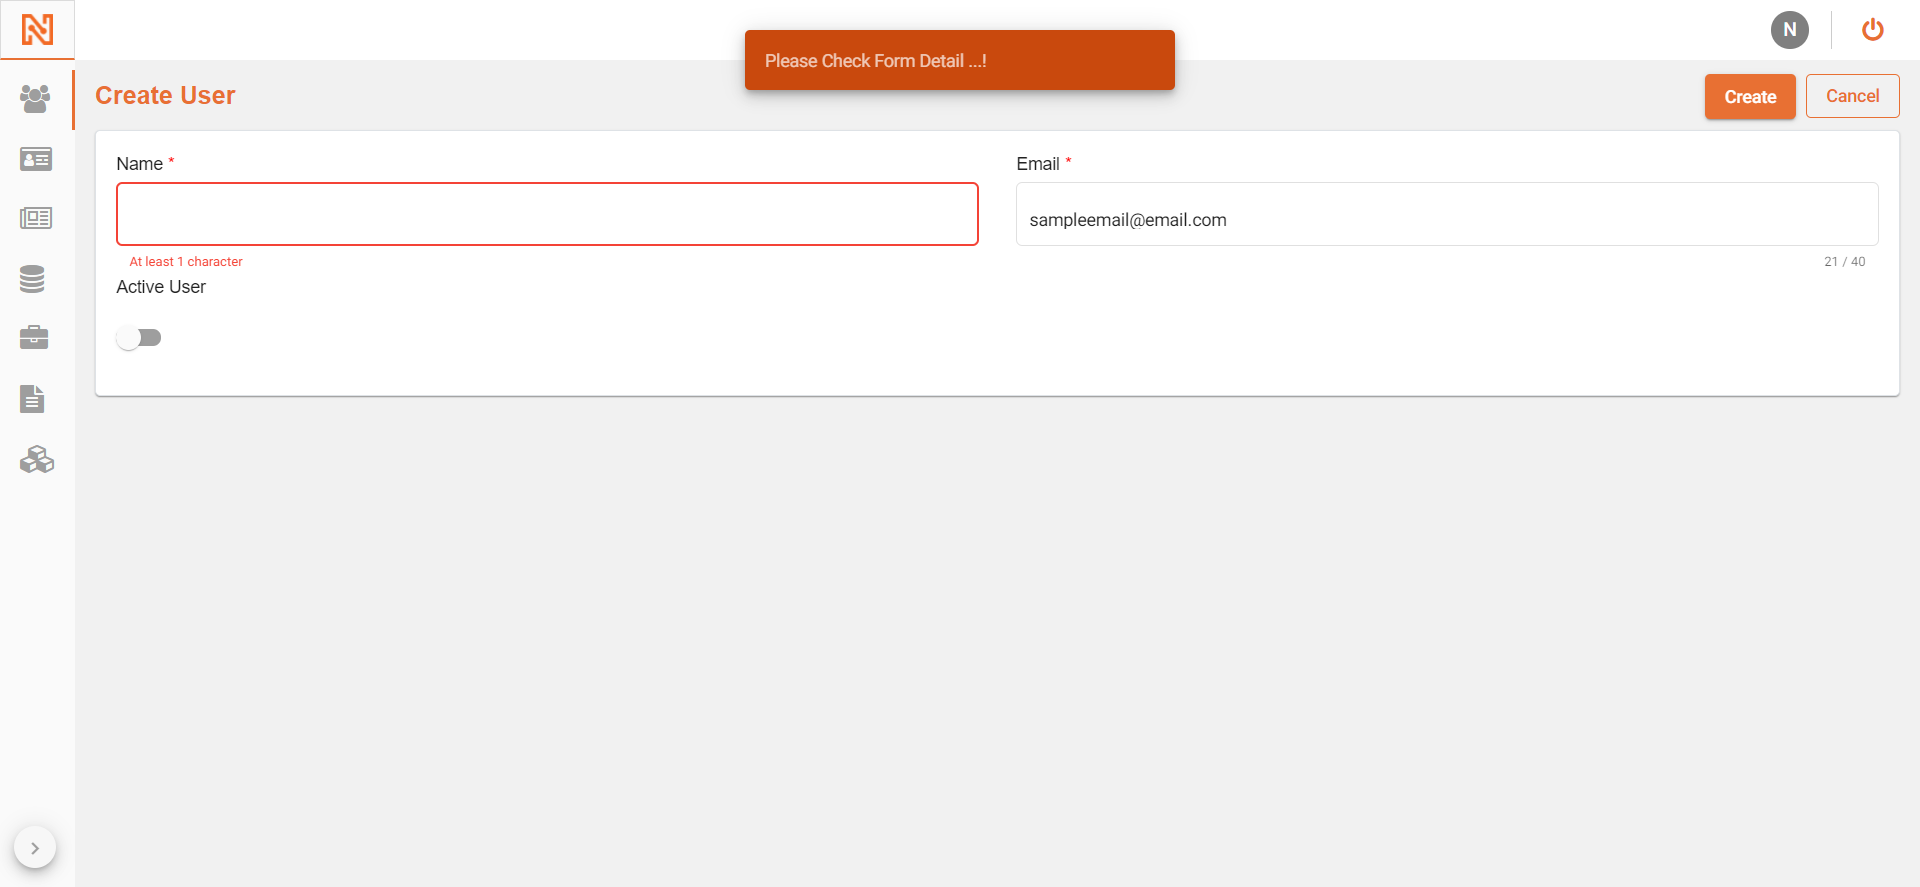 N
Please Check Form Detail ...!
Create User
Create
Cancel
Name *
Email *
sampleemail@email.com
At least 1 character
21 / 40
Active User